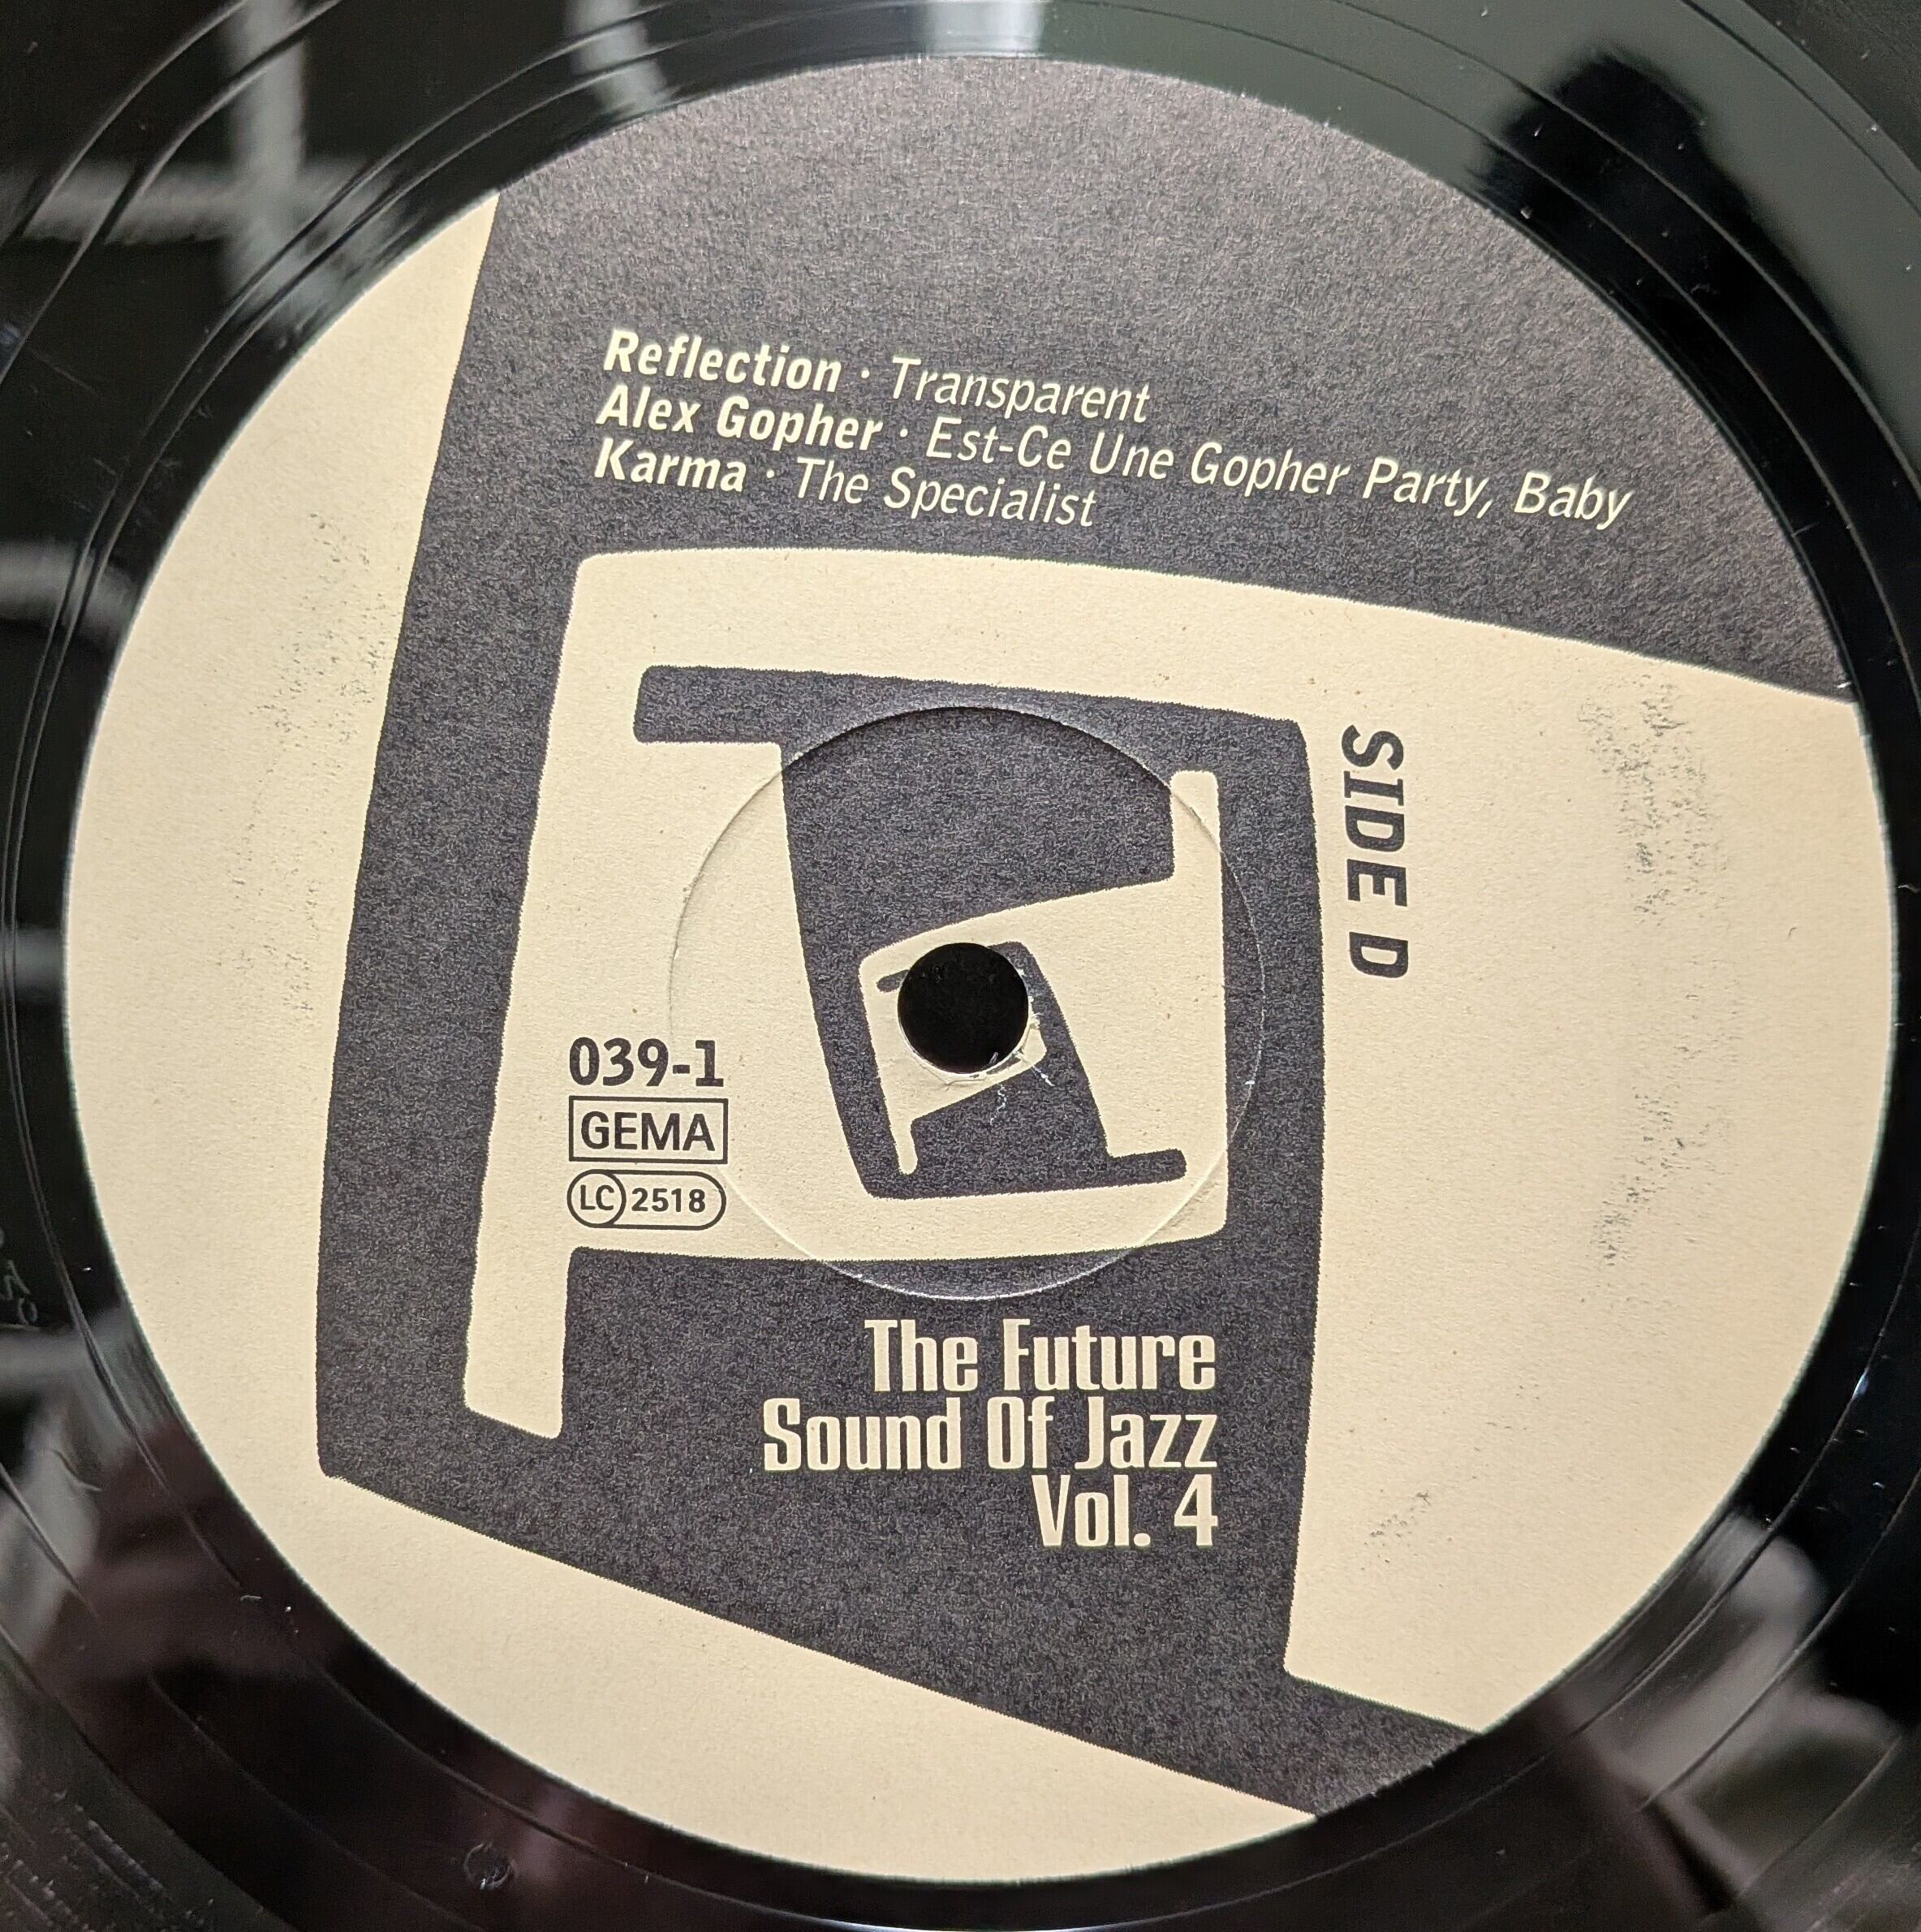 Reflection · Transparent
Alex Gopher · Est-Ce Une Gopher Party, Baby
Karma · The Specialist
SIDE D
039-1
GEMA
LC 2518
The Future
Sound Of Jazz
Vol. 4